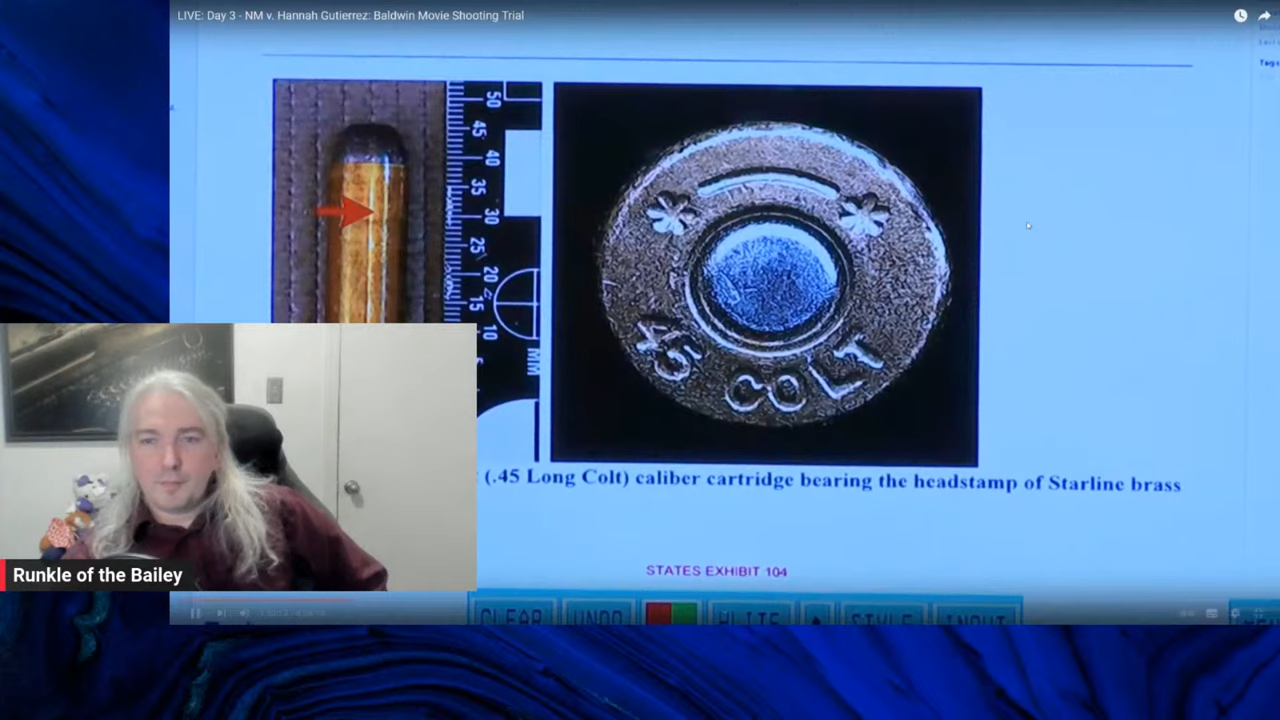 LIVE: Day 3 - NM v. Hannah Gutierrez: Baldwin Movie Shooting Trial
Tags
50
45
40
35
30
25
20
15
10
MM
45 COLT
(.45 Long Colt) caliber cartridge bearing the headstamp of Starline brass
Runkle of the Bailey
STATES EXHIBIT 104
CLEAR UNDO HLITE STYLE INPUT